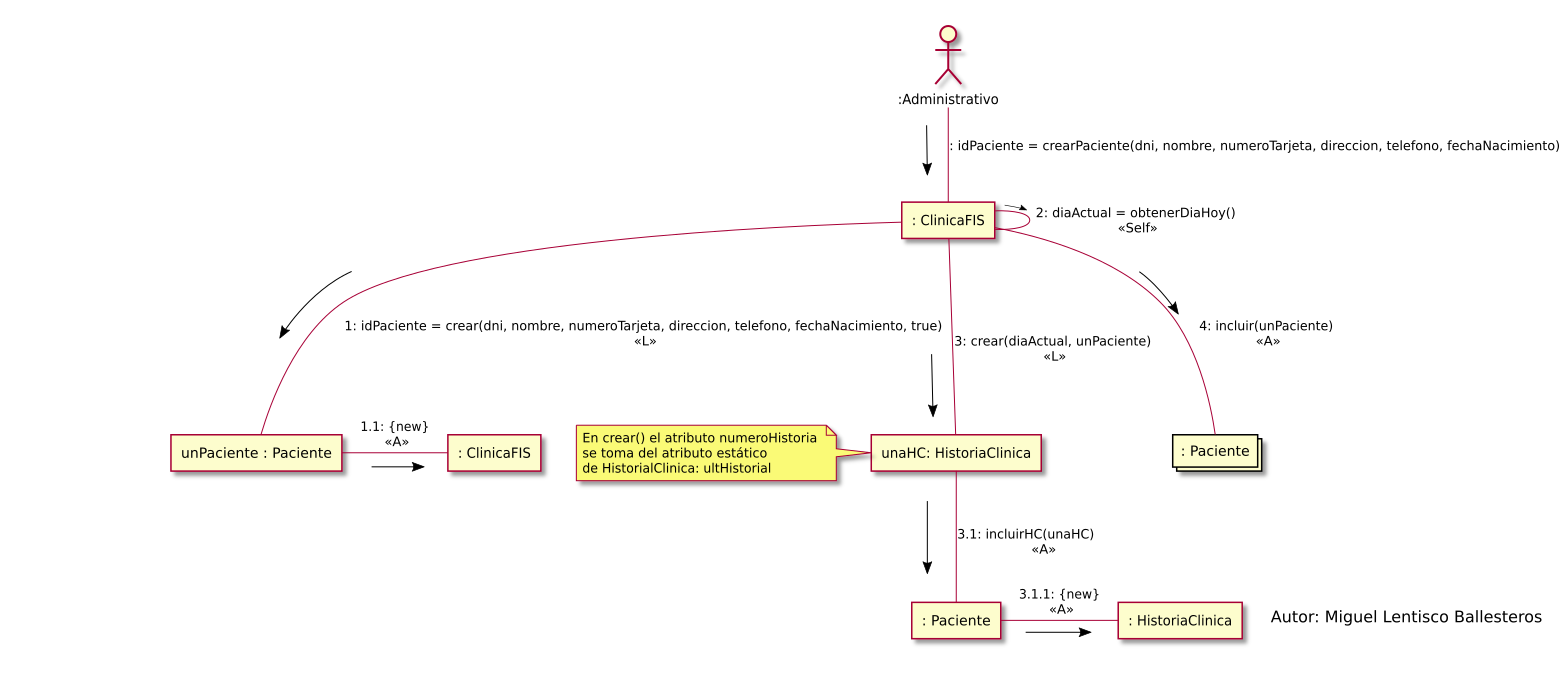 :Administrativo
: idPaciente = crearPaciente(dni, nombre, numeroTarjeta, direccion, telefono, fechaNacimiento)
: ClinicaFIS
2: diaActual = obtenerDiaHoy()
«Self»
1: idPaciente = crear(dni, nombre, numeroTarjeta, direccion, telefono, fechaNacimiento, true)
«L»
3: crear(diaActual, unPaciente)
«L»
4: incluir(unPaciente)
«A»
unPaciente : Paciente
1.1: {new}
«A»
: ClinicaFIS
En crear() el atributo numeroHistoria
se toma del atributo estático
de HistorialClinica: ultHistorial
unaHC: HistoriaClinica
: Paciente
3.1: incluirHC(unaHC)
«A»
: Paciente
3.1.1: {new}
«A»
: HistoriaClinica
Autor: Miguel Lentisco Ballesteros